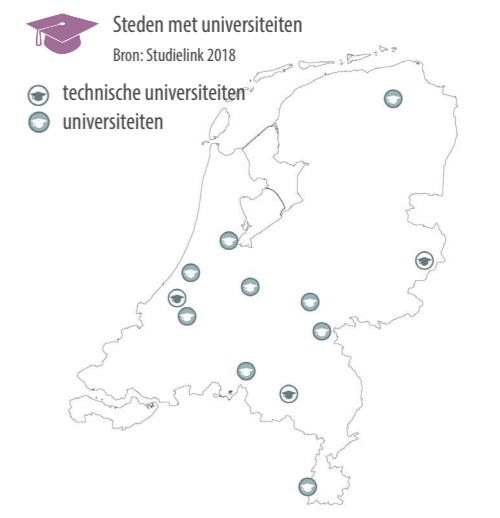 Steden met universiteiten
Bron: Studielink 2018
technische universiteiten
universiteiten